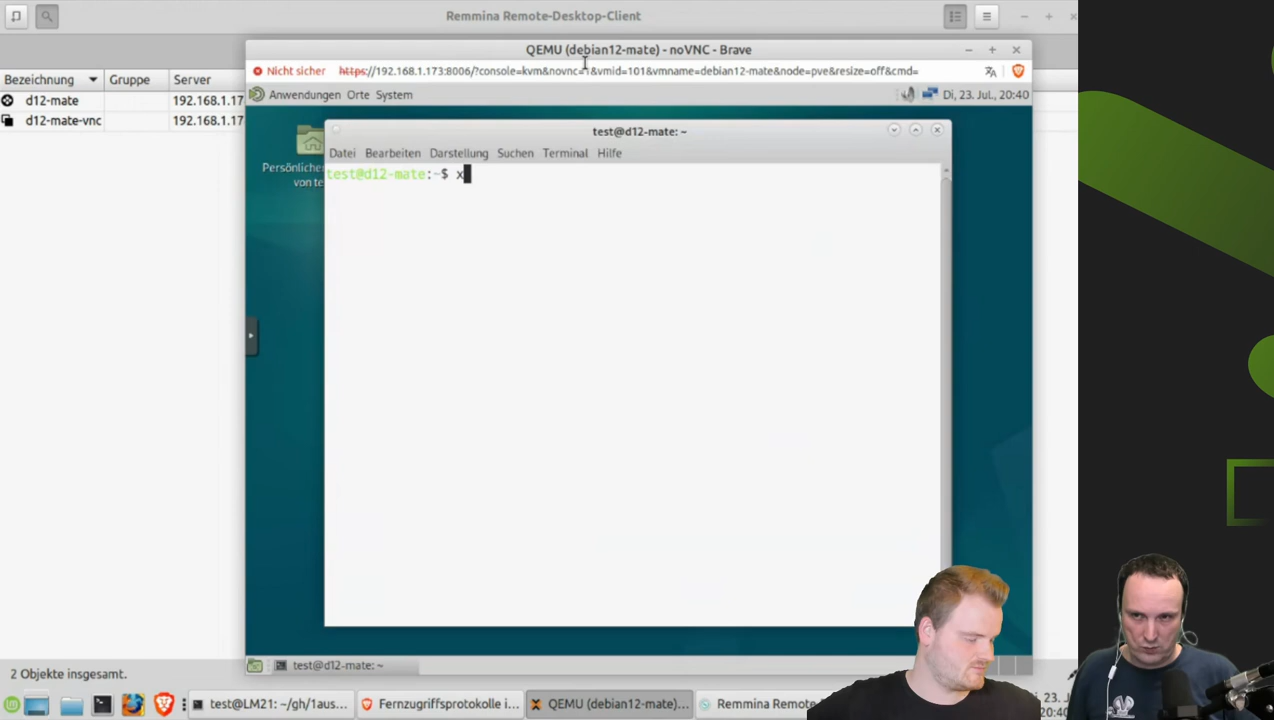 Remmina Remote-Desktop-Client
QEMU (debian12-mate) - noVNC - Brave
Nicht sicher https://192.168.1.173:8006/?console=kvm&novnc=1&vmid=101&vmname=debian12-mate&node=pve&resize=off&cmd=
Bezeichnung Gruppe Server
d12-mate 192.168.1.17
d12-mate-vnc 192.168.1.17
Anwendungen Orte System Di, 23. Jul., 20:40
Persönlicher
von te
test@d12-mate: ~
Datei Bearbeiten Darstellung Suchen Terminal Hilfe
test@d12-mate:~$ x
test@d12-mate: ~
2 Objekte insgesamt.
test@LM21: ~/gh/1aus... Fernzugriffsprotokolle i... QEMU (debian12-mate)... Remmina Remo
23. J
20:40